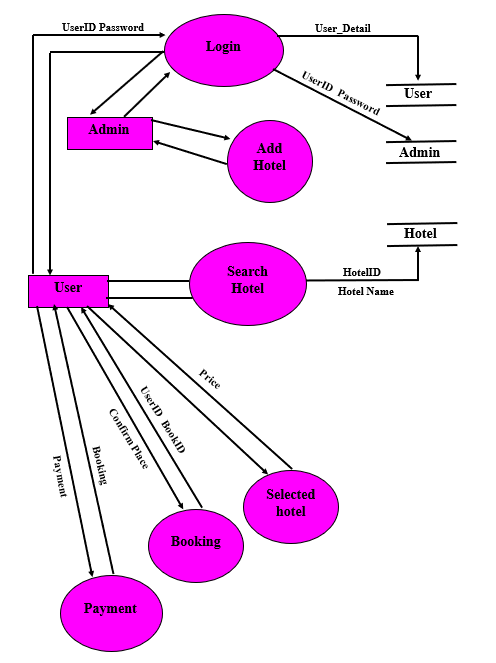 UserID Password
Login
User_Detail
User
UserID Password
Admin
Admin
Add
Hotel
Hotel
Search
Hotel
HotelID
Hotel Name
User
Price
UserID BookID
Confirm Place
Booking
Payment
Selected
hotel
Booking
Payment